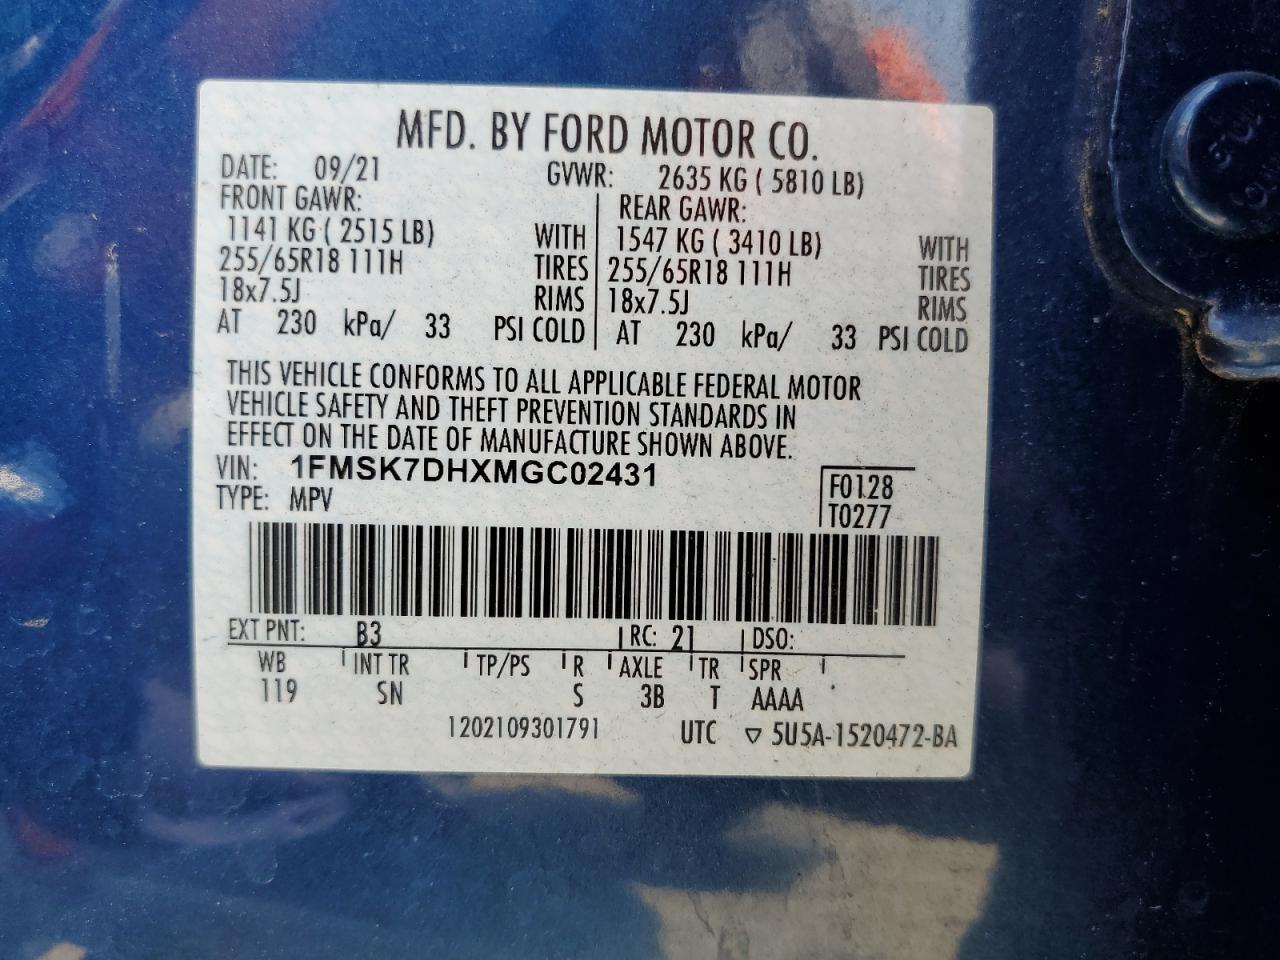 MFD. BY FORD MOTOR CO.
DATE: 09/21 GVWR: 2635 KG ( 5810 LB)
FRONT GAWR: REAR GAWR:
1141 KG ( 2515 LB) WITH 1547 KG ( 3410 LB) WITH
255/65R18 111H TIRES 255/65R18 111H TIRES
18x7.5J RIMS 18x7.5J RIMS
AT 230 kPa/ 33 PSI COLD AT 230 kPa/ 33 PSI COLD
THIS VEHICLE CONFORMS TO ALL APPLICABLE FEDERAL MOTOR
VEHICLE SAFETY AND THEFT PREVENTION STANDARDS IN
EFFECT ON THE DATE OF MANUFACTURE SHOWN ABOVE.
VIN: 1FMSK7DHXMGC02431
TYPE: MPV
F0128
T0277
EXT PNT: B3 RC: 21 DSO:
WB INT TR TP/PS R AXLE TR SPR
119 SN S 3B T AAAA
1202109301791 UTC ▽ 5U5A-1520472-BA